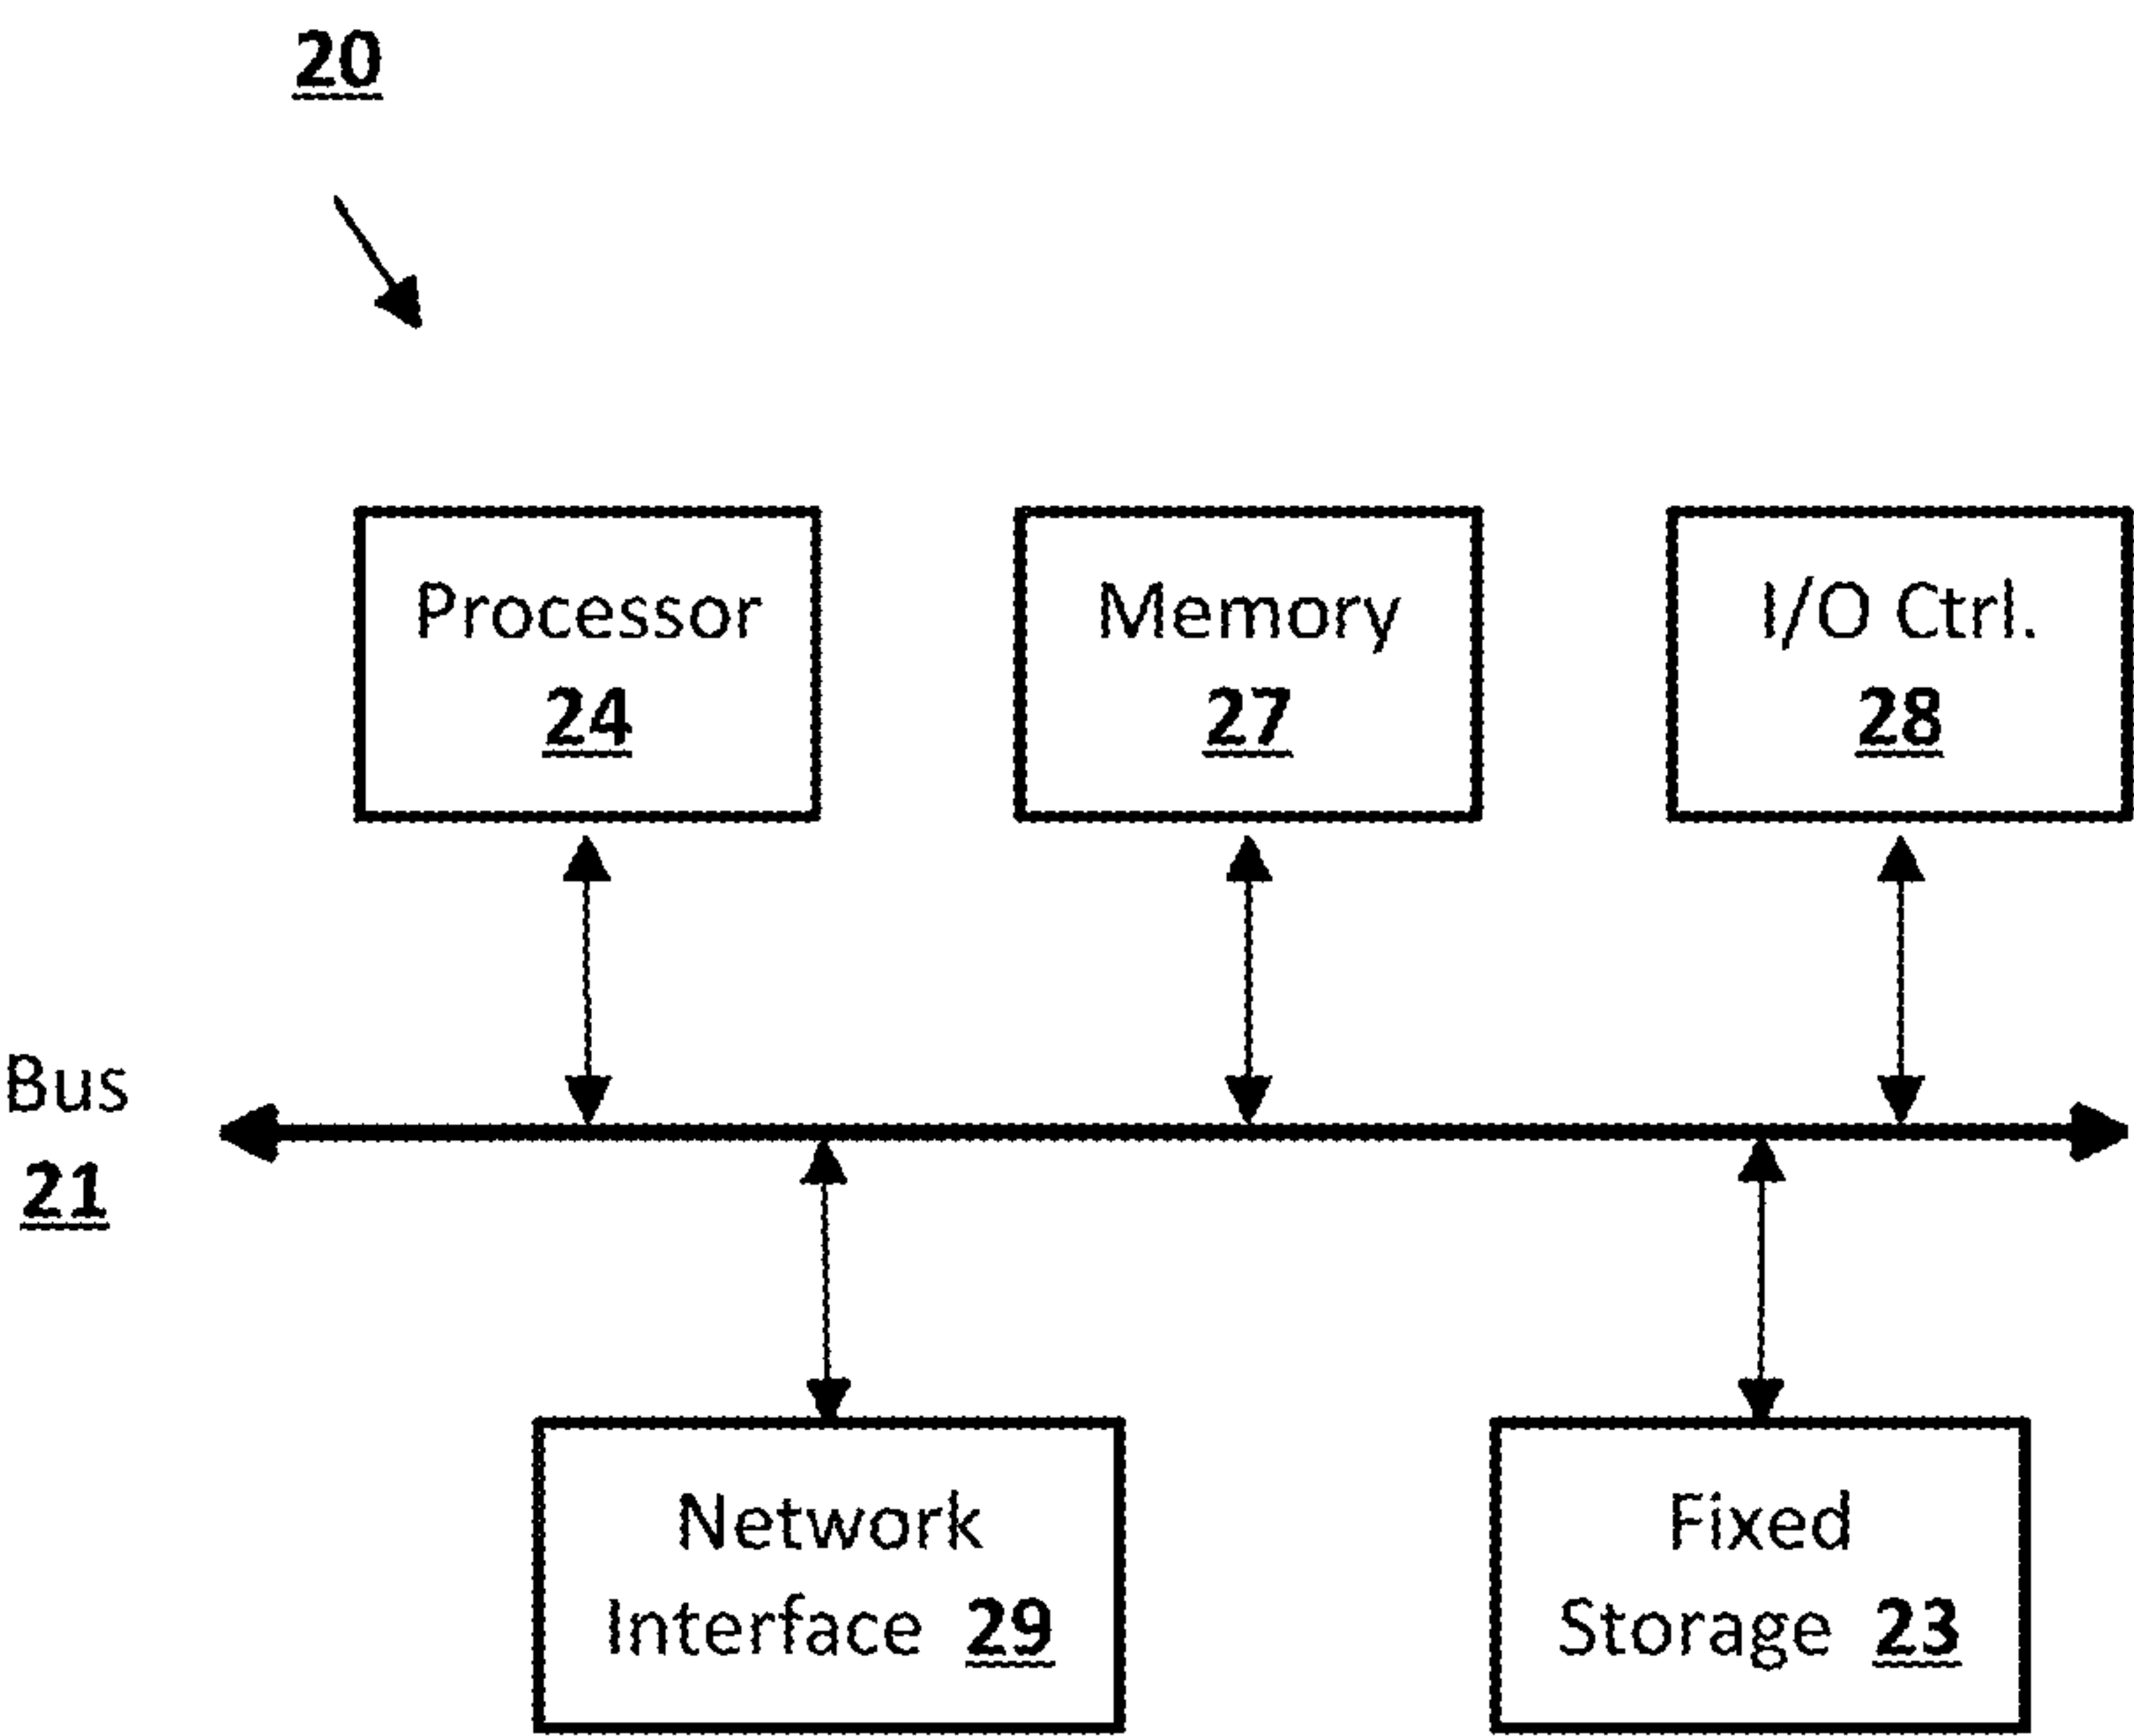 20
Processor
24
Memory
27
I/O Ctrl.
28
Bus
21
Network
Interface 29
Fixed
Storage 23